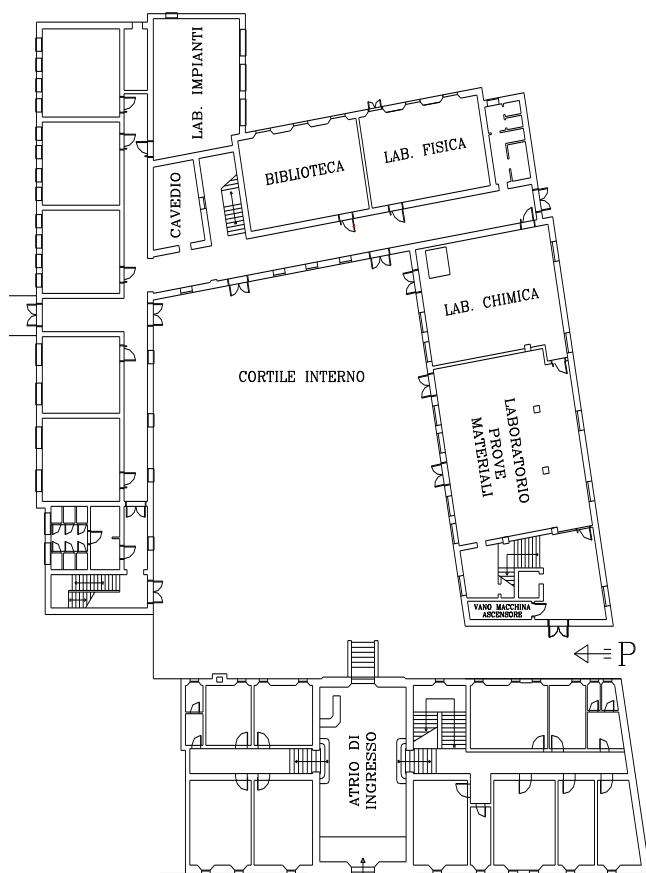 LAB. IMPIANTI
BIBLIOTECA
LAB. FISICA
CAVEDIO
LAB. CHIMICA
CORTILE INTERNO
LABORATORIO
PROVE
MATERIALI
VANO MACCHINA
ASCENSORE
P
ATRIO DI
INGRESSO